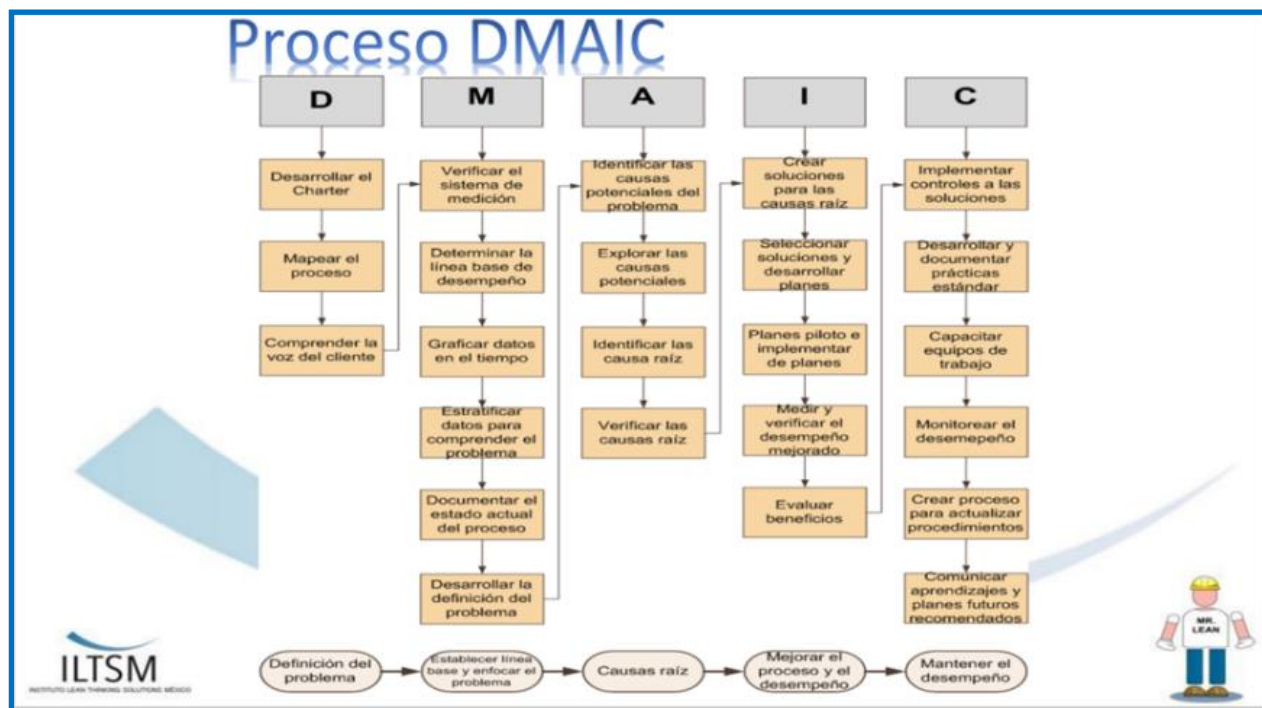 Proceso DMAIC
D
Desarrollar el
Charter
Mapear el
proceso
Comprender la
voz del cliente
M
Verificar el
sistema de
medición
Determinar la
línea base de
desempeño
Graficar datos
en el tiempo
Estratificar
datos para
comprender el
problema
Documentar el
estado actual del
proceso
Desarrollar la
definición del
problema
A
Identificar las
causas
potenciales del
problema
Explorar las
causas
potenciales
Identificar las
causa raíz
Verificar las
causas raíz
I
Crear
soluciones
para las
causas raíz
Seleccionar
soluciones y
desarrollar
planes
Planes piloto e
implementar
de planes
Medir y
verificar el
desempeño
mejorado
Evaluar
beneficios
C
Implementar
controles a las
soluciones
Desarrollar y
documentar
prácticas
estándar
Capacitar
equipos de
trabajo
Monitorear el
desemepeño
Crear proceso
para actualizar
procedimientos
Comunicar
aprendizajes y
planes futuros
recomendados
Definición del
problema
Establecer línea
base y enfocar el
problema
Causas raíz
Mejorar el
proceso y el
desempeño
Mantener el
desempeño
ILTSM
INSTITUTO LEAN THINKING SOLUTIONS MÉXICO
MR.
LEAN